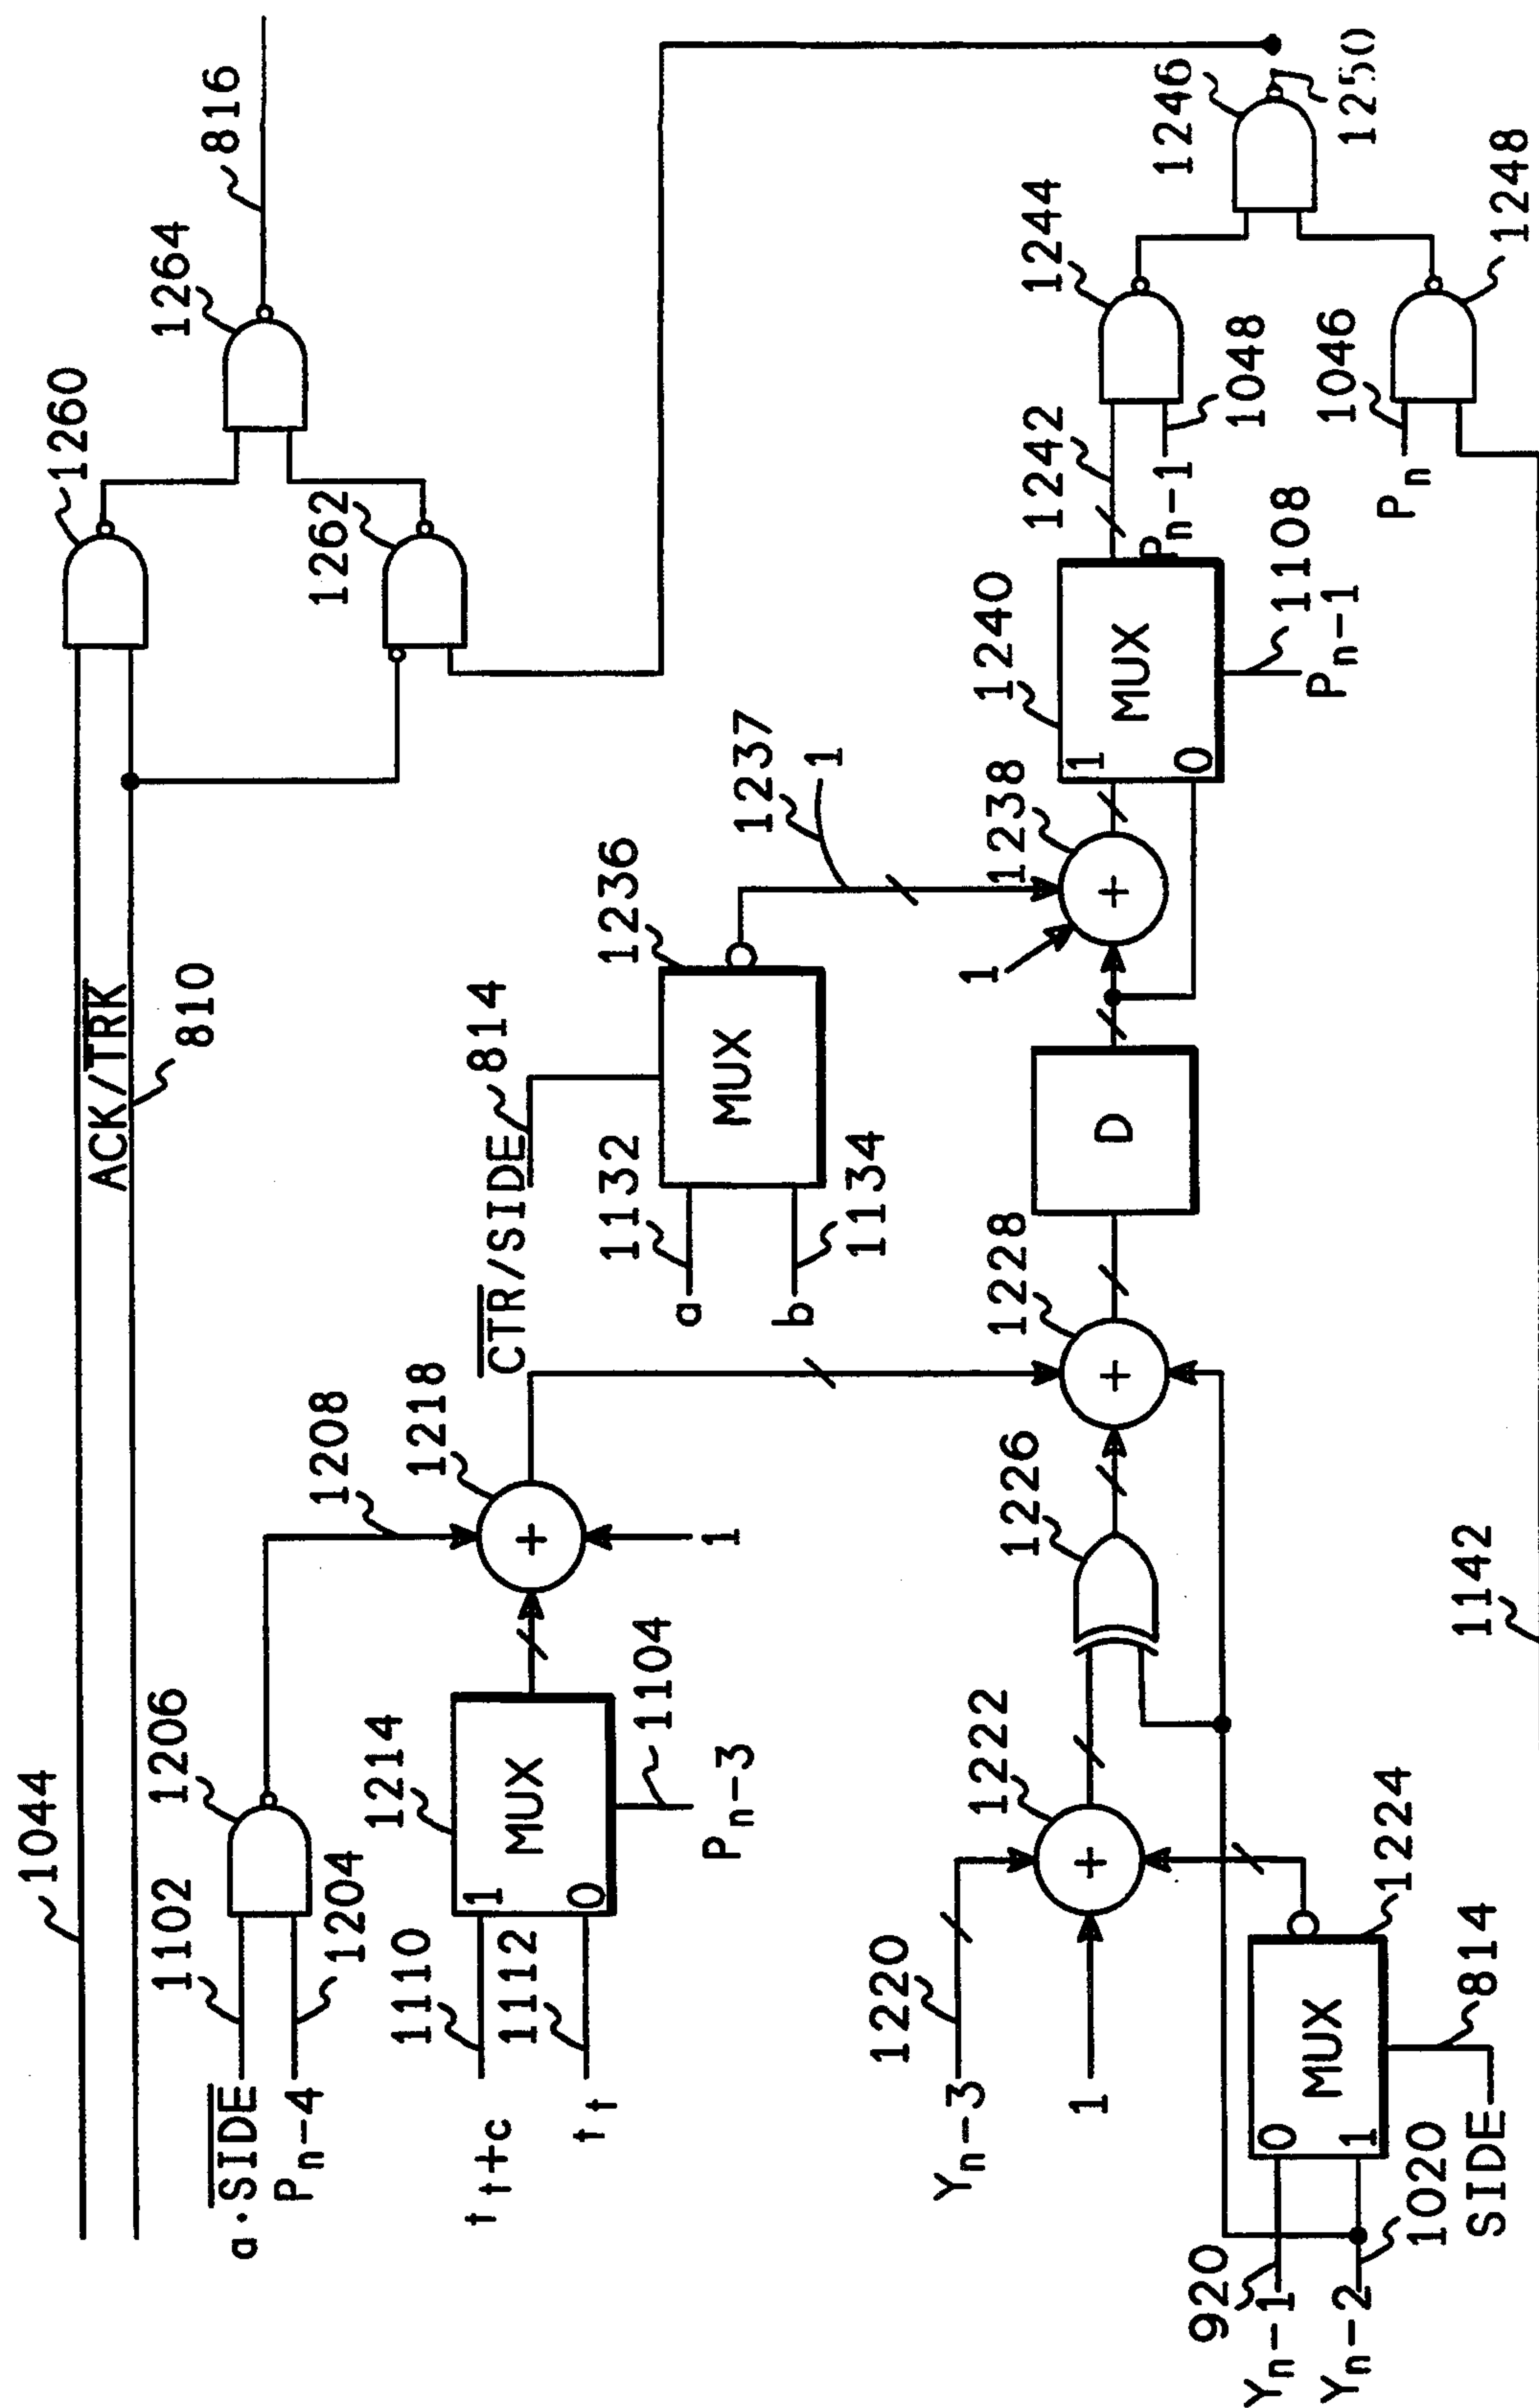 1044
1260
ACK/TRK
810
1262
1264
816
a·SIDE
1102
Pn-4
1204
1206
1208
tt+c
1110
tt
1112
1
0
MUX
1214
1104
Pn-3
1218
1
CTR/SIDE
814
a
1132
b
1134
MUX
1236
1237
1
Yn-3
1220
1
1222
Yn-1
920
Yn-2
1020
0
1
MUX
1224
814
SIDE
1226
+
+
+
+
1228
D
1
1238
1
0
MUX
1240
1108
Pn-1
1242
Pn-1
1048
1244
Pn
1046
1248
1246
1250
1142